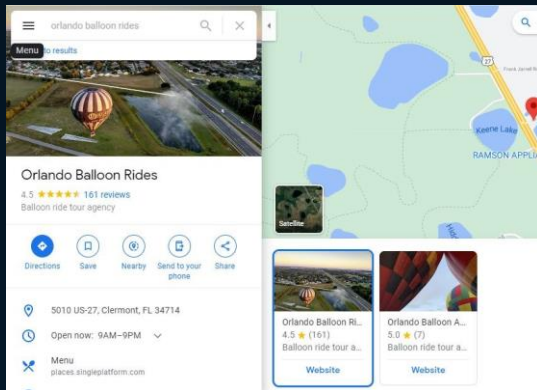 orlando balloon rides
Menu to results
Orlando Balloon Rides
4.5 161 reviews
Balloon ride tour agency
Directions
Save
Nearby
Send to your phone
Share
5010 US-27, Clermont, FL 34714
Open now: 9AM–9PM
Menu
places.singleplatform.com
27
Frank Jarrell R
Keene Lake
RAMSON APPLIA
Satellite
Orlando Balloon Ri...
4.5 ★ (161)
Balloon ride tour a...
Website
Orlando Balloon A...
5.0 ★ (7)
Balloon ride tour a...
Website